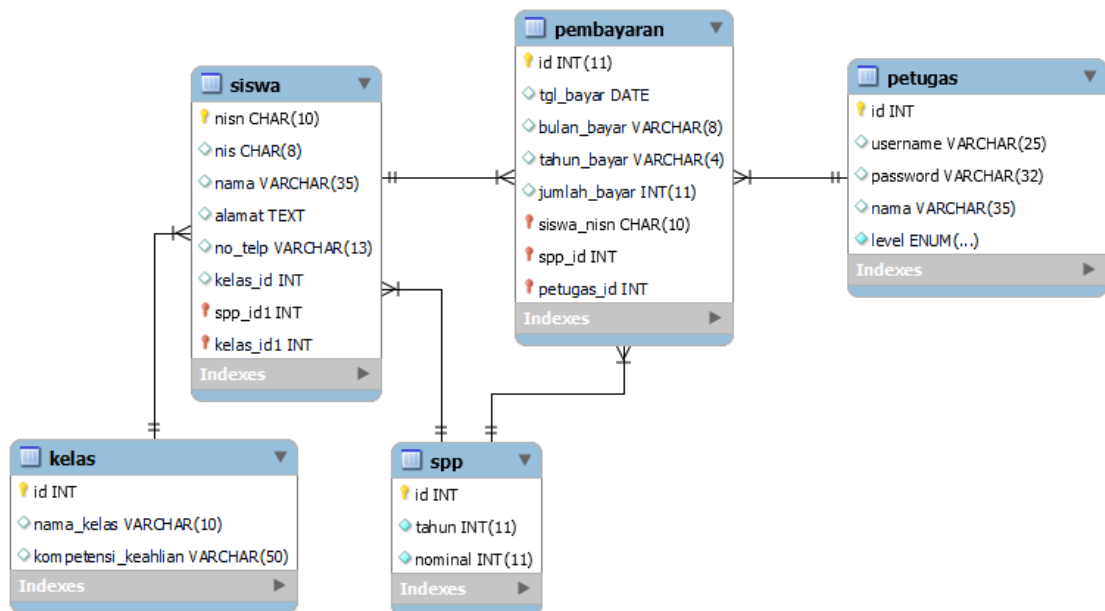 siswa
nisn CHAR(10)
nis CHAR(8)
nama VARCHAR(35)
alamat TEXT
no_telp VARCHAR(13)
kelas_id INT
spp_id1 INT
kelas_id1 INT
Indexes
pembayaran
id INT(11)
tgl_bayar DATE
bulan_bayar VARCHAR(8)
tahun_bayar VARCHAR(4)
jumlah_bayar INT(11)
siswa_nisn CHAR(10)
spp_id INT
petugas_id INT
Indexes
petugas
id INT
username VARCHAR(25)
password VARCHAR(32)
nama VARCHAR(35)
level ENUM(...)
Indexes
kelas
id INT
nama_kelas VARCHAR(10)
kompetensi_keahlian VARCHAR(50)
Indexes
spp
id INT
tahun INT(11)
nominal INT(11)
Indexes